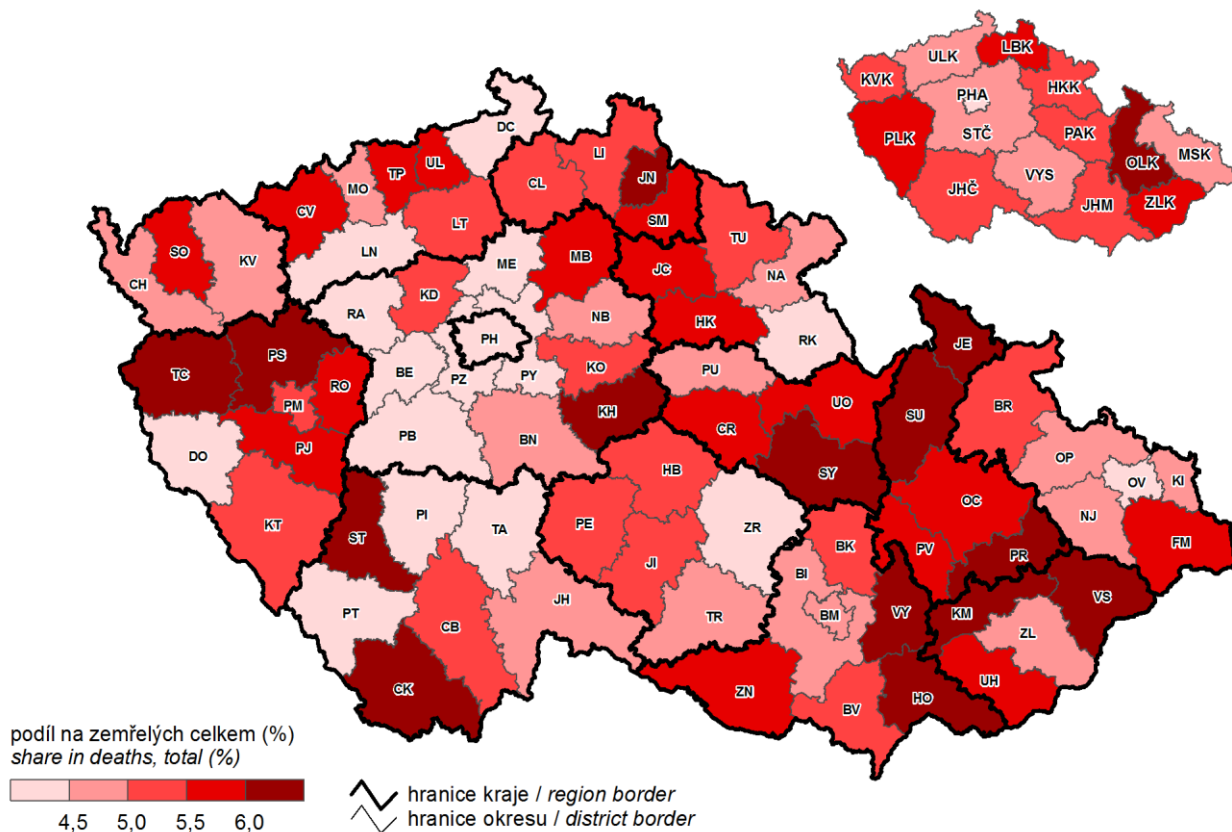 ULK
LBK
KVK
HKK
PHA
STČ
PLK
PAK
OLK
MSK
VYS
JHČ
JHM
ZLK
DC
LI
UL
TP
MO
CL
JN
CV
SM
LT
TU
SO
LN
KV
ME
MB
JC
NA
CH
KD
RA
NB
HK
PH
RK
JE
PS
TC
BE
KO
PU
RO
PZ
PY
PM
KH
UO
SU
BR
CR
PB
BN
PJ
DO
OP
HB
SY
KI
OV
OC
PI
TA
PE
ZR
KT
ST
NJ
BK
PV
FM
PR
JI
BI
VS
JH
PT
TR
BM
VY
KM
CB
ZL
CK
UH
ZN
HO
BV
podíl na zemřelých celkem (%)
share in deaths, total (%)
4,5 5,0 5,5 6,0
hranice kraje / region border
hranice okresu / district border